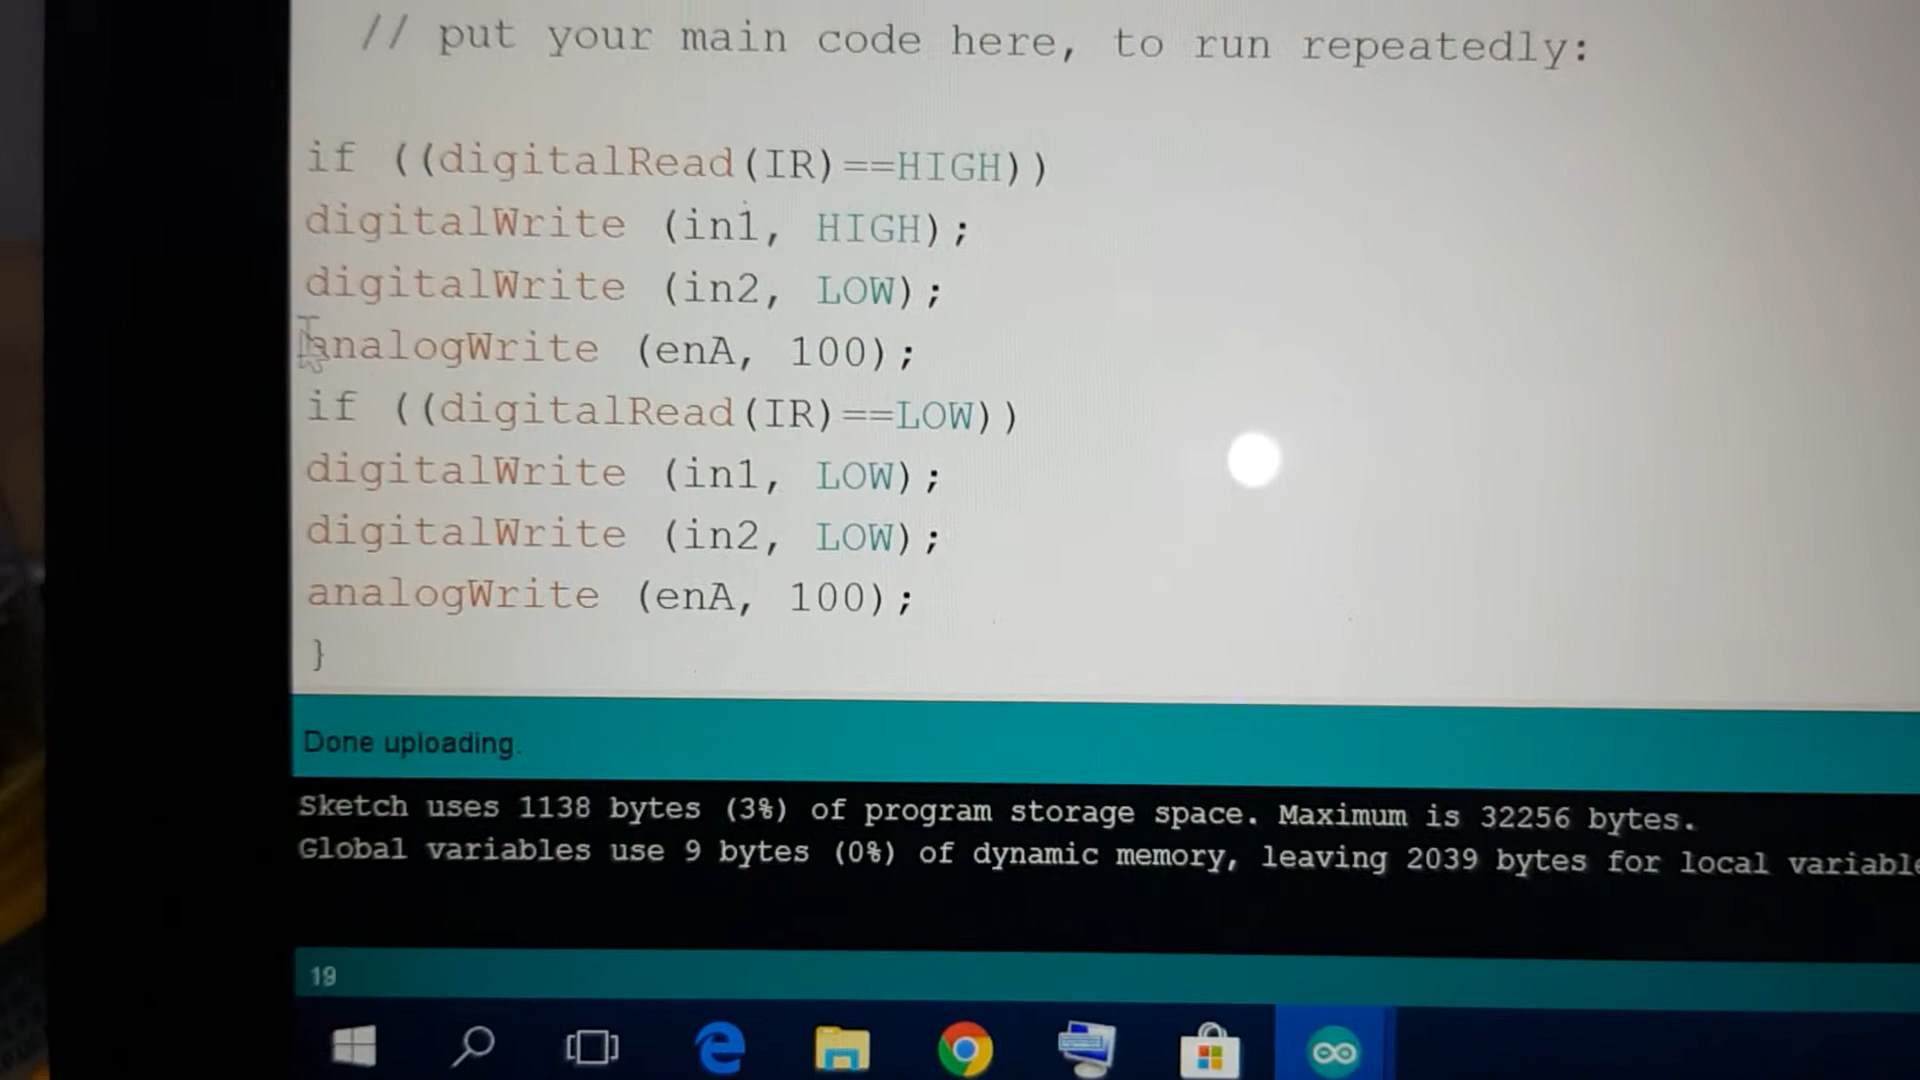 // put your main code here, to run repeatedly:
if ((digitalRead(IR)==HIGH))
digitalWrite (in1, HIGH);
digitalWrite (in2, LOW);
analogWrite (enA, 100);
if ((digitalRead(IR)==LOW))
digitalWrite (in1, LOW);
digitalWrite (in2, LOW);
analogWrite (enA, 100);
}
Done uploading.
Sketch uses 1138 bytes (3%) of program storage space. Maximum is 32256 bytes.
Global variables use 9 bytes (0%) of dynamic memory, leaving 2039 bytes for local variable
19